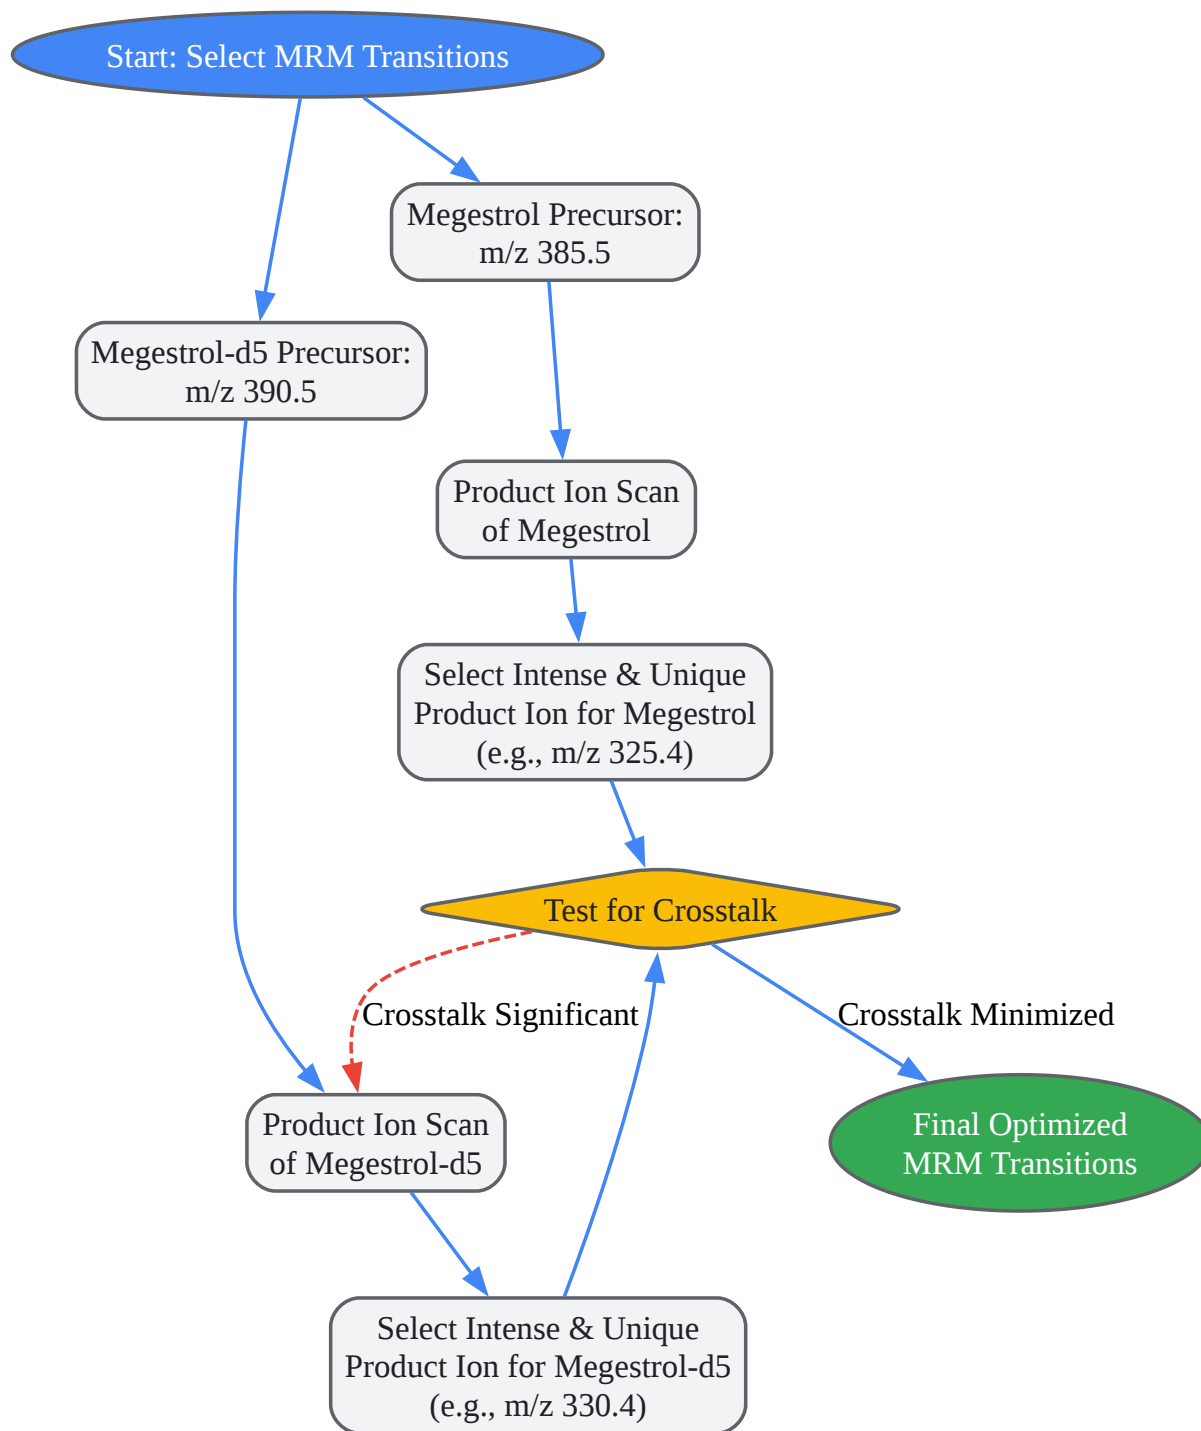 Start: Select MRM Transitions
Megestrol Precursor:
m/z 385.5
Megestrol-d5 Precursor:
m/z 390.5
Product Ion Scan
of Megestrol
Select Intense & Unique
Product Ion for Megestrol
(e.g., m/z 325.4)
Test for Crosstalk
Crosstalk Significant
Crosstalk Minimized
Product Ion Scan
of Megestrol-d5
Final Optimized
MRM Transitions
Select Intense & Unique
Product Ion for Megestrol-d5
(e.g., m/z 330.4)